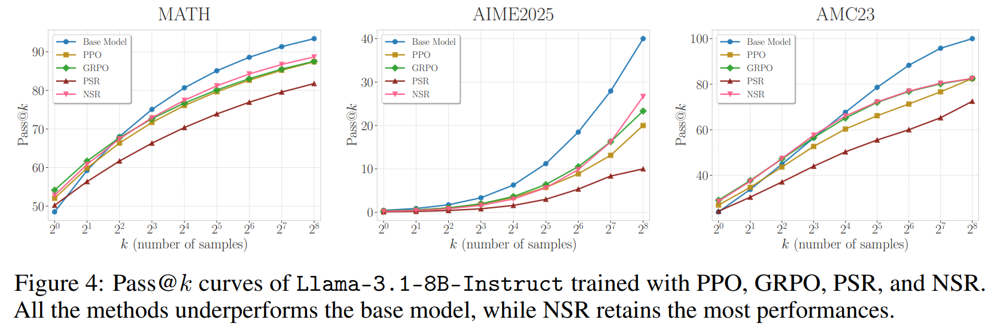 MATH
AIME2025
AMC23
Base Model
PPO
GRPO
PSR
NSR
Pass@k
90
80
70
60
50
2^0 2^1 2^2 2^3 2^4 2^5 2^6 2^7 2^8
k (number of samples)
Base Model
PPO
GRPO
PSR
NSR
Pass@k
40
30
20
10
0
2^0 2^1 2^2 2^3 2^4 2^5 2^6 2^7 2^8
k (number of samples)
Base Model
PPO
GRPO
PSR
NSR
Pass@k
100
80
60
40
2^0 2^1 2^2 2^3 2^4 2^5 2^6 2^7 2^8
k (number of samples)
Figure 4: Pass@k curves of Llama-3.1-8B-Instruct trained with PPO, GRPO, PSR, and NSR.
All the methods underperforms the base model, while NSR retains the most performances.